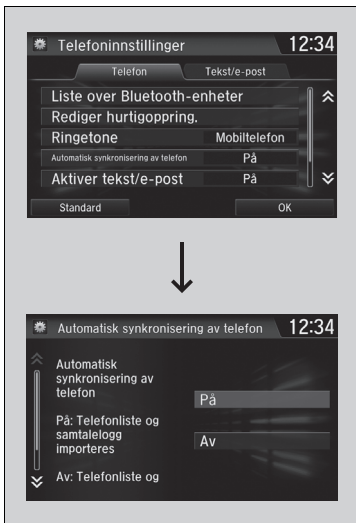 Telefoninnstillinger 12:34
Telefon Tekst/e-post
Liste over Bluetooth-enheter
Rediger hurtigoppring.
Ringetone Mobiltelefon
Automatisk synkronisering av telefon På
Aktiver tekst/e-post På
Standard OK
Automatisk synkronisering av telefon 12:34
Automatisk
synkronisering av
telefon
På: Telefonliste og
samtalelogg
importeres
Av: Telefonliste og
På
Av